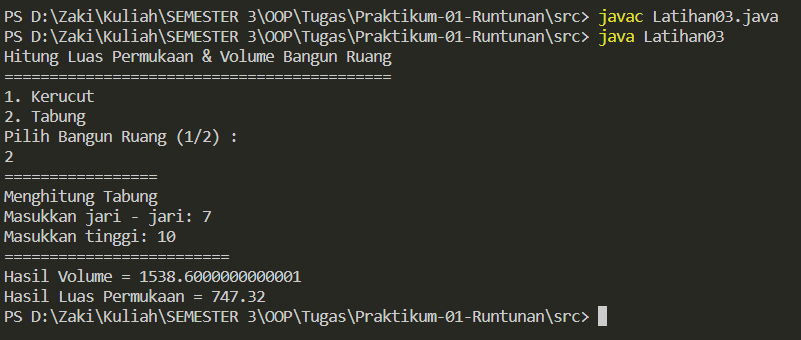 PS D:\Zaki\Kuliah\SEMESTER 3\OOP\Tugas\Praktikum-01-Runtunan\src> javac Latihan03.java
PS D:\Zaki\Kuliah\SEMESTER 3\OOP\Tugas\Praktikum-01-Runtunan\src> java Latihan03
Hitung Luas Permukaan & Volume Bangun Ruang
===========================================
1. Kerucut
2. Tabung
Pilih Bangun Ruang (1/2) :
2
=================
Menghitung Tabung
Masukkan jari - jari: 7
Masukkan tinggi: 10
=========================
Hasil Volume = 1538.6000000000001
Hasil Luas Permukaan = 747.32
PS D:\Zaki\Kuliah\SEMESTER 3\OOP\Tugas\Praktikum-01-Runtunan\src>